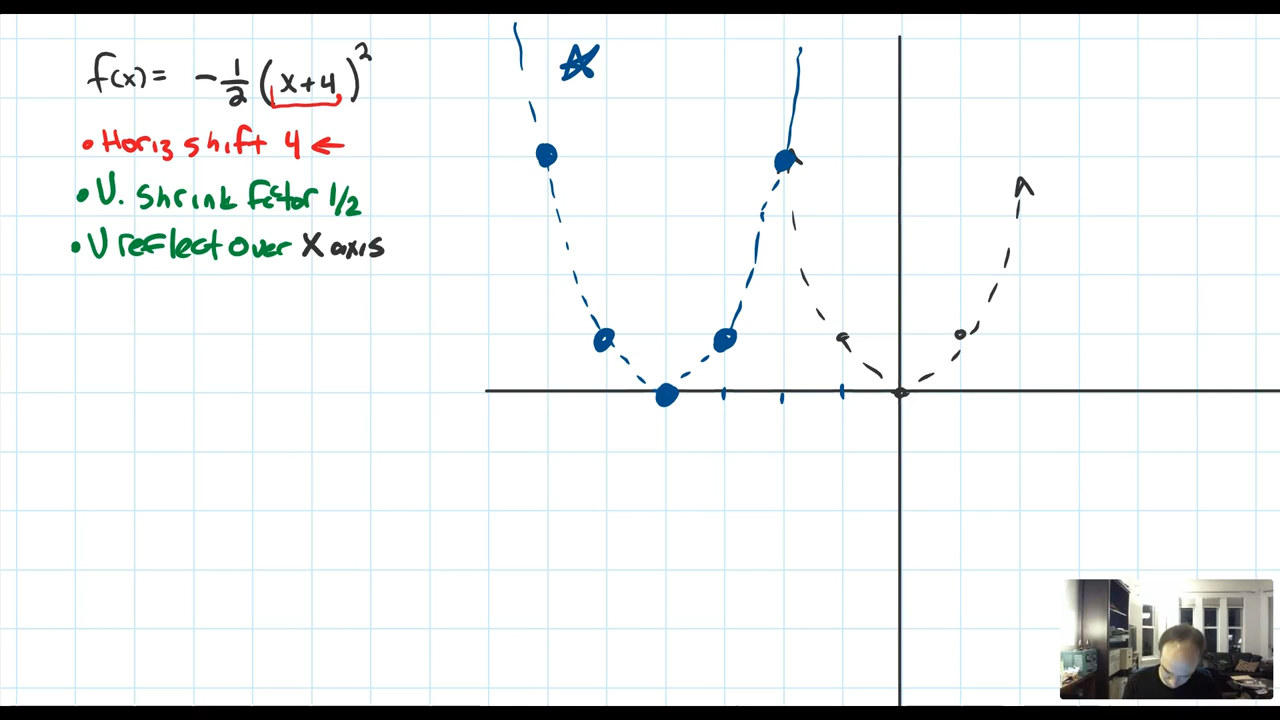 f(x) = -1/2 (x+4)^2
• Horiz shift 4 ←
• V. Shrink factor 1/2
• V reflect over X axis